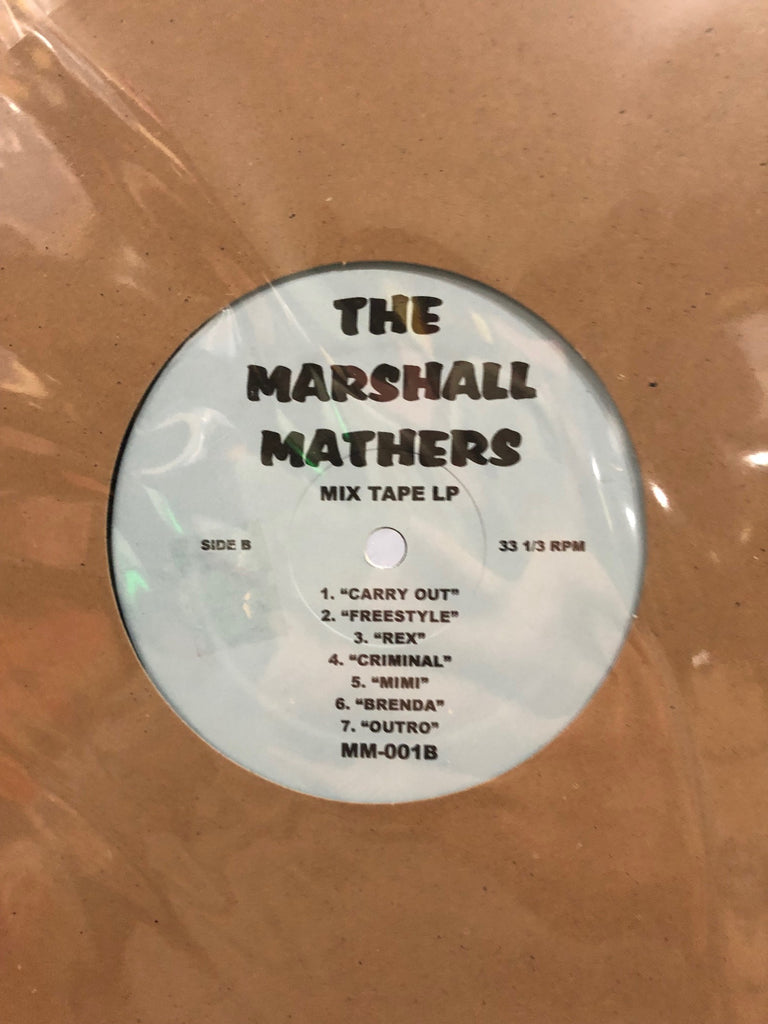 THE
MARSHALL
MATHERS
MIX TAPE LP
SIDE B
33 1/3 RPM
1. “CARRY OUT”
2. “FREESTYLE”
3. “REX”
4. “CRIMINAL”
5. “MIMI”
6. “BRENDA”
7. “OUTRO”
MM-001B